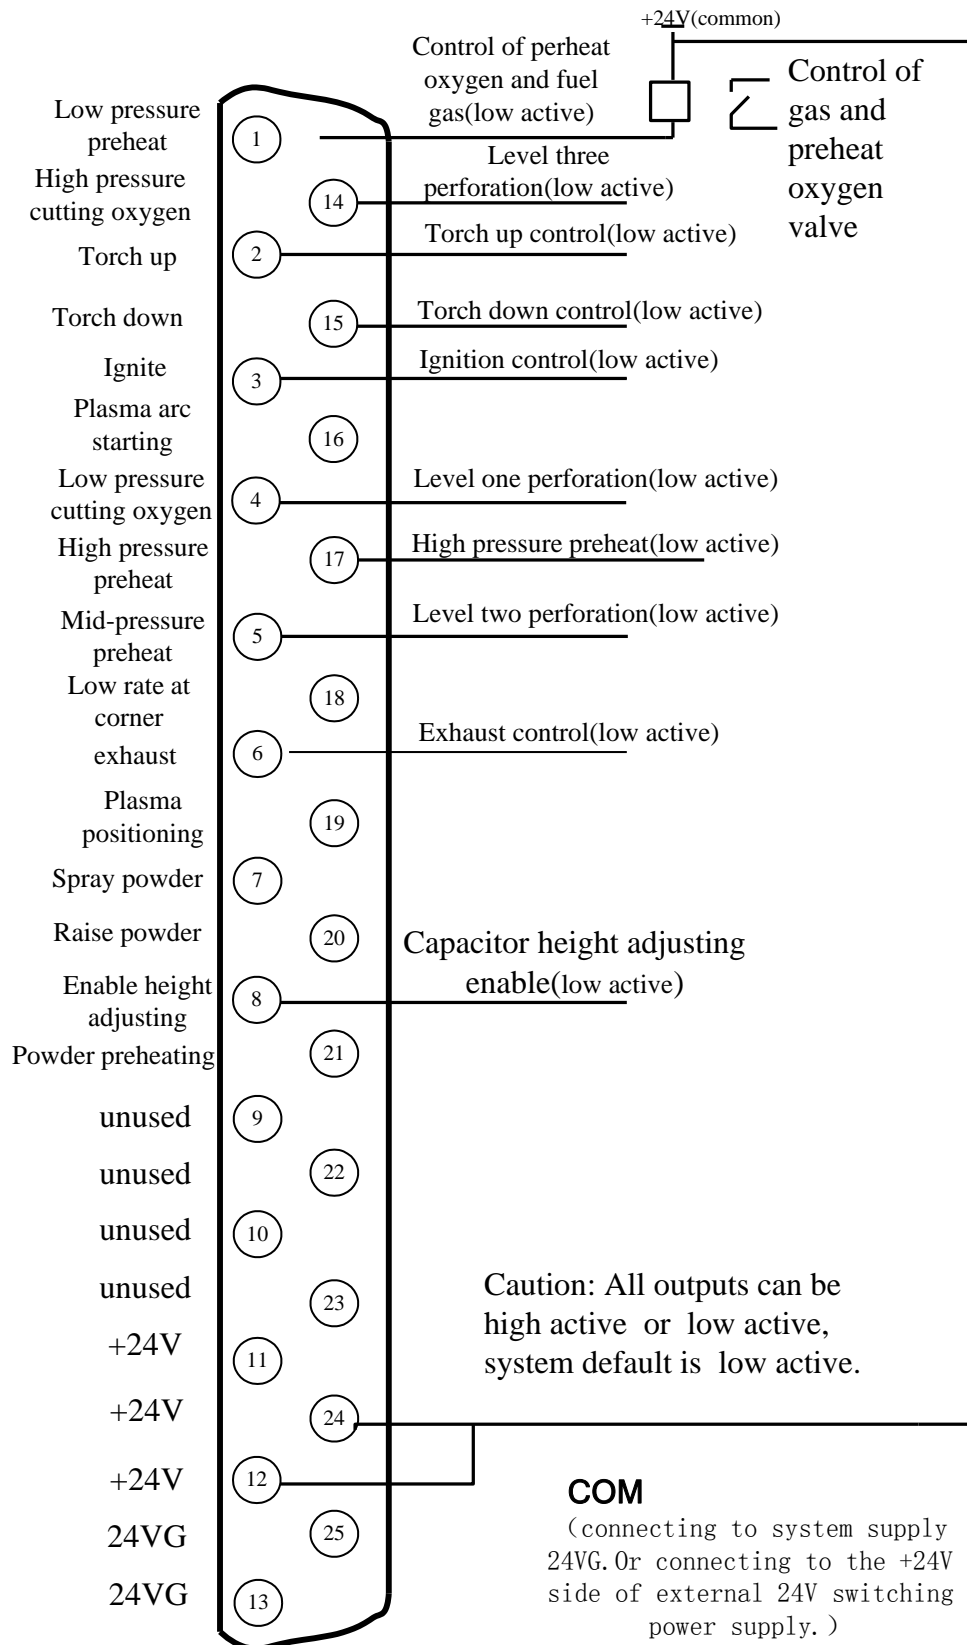 +24V(common)
Control of perheat
oxygen and fuel
gas(low active)
Control of
gas and
preheat
oxygen
valve
Low pressure
preheat
1
Level three
perforation(low active)
High pressure
cutting oxygen
14
Torch up
2
Torch up control(low active)
Torch down
15
Torch down control(low active)
Ignite
3
Ignition control(low active)
Plasma arc
starting
16
Low pressure
cutting oxygen
4
Level one perforation(low active)
High pressure
preheat
17
High pressure preheat(low active)
Mid-pressure
preheat
5
Level two perforation(low active)
Low rate at
corner
18
exhaust
6
Exhaust control(low active)
Plasma
positioning
19
Spray powder
7
Raise powder
20
Capacitor height adjusting
enable(low active)
Enable height
adjusting
8
Powder preheating
21
unused
9
unused
22
unused
10
unused
23
Caution: All outputs can be
high active or low active,
system default is low active.
+24V
11
+24V
24
+24V
12
24VG
25
24VG
13
COM
（connecting to system supply
24VG.Or connecting to the +24V
side of external 24V switching
power supply.）